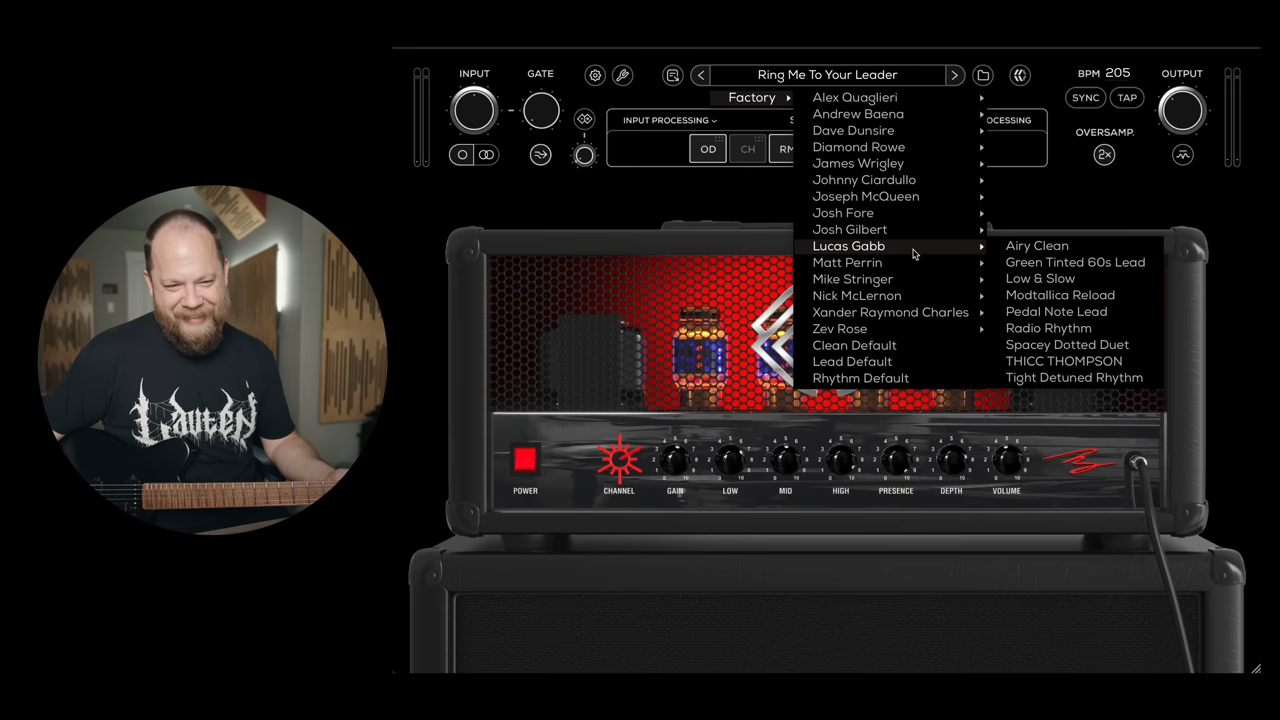 INPUT
GATE
Ring Me To Your Leader
BPM 205
OUTPUT
SYNC
TAP
OVERSAMP.
2x
Factory
INPUT PROCESSING
S
OCESSING
OD
CH
RM
Alex Quaglieri
Andrew Baena
Dave Dunsire
Diamond Rowe
James Wrigley
Johnny Ciardullo
Joseph McQueen
Josh Fore
Josh Gilbert
Lucas Gabb
Matt Perrin
Mike Stringer
Nick McLernon
Xander Raymond Charles
Zev Rose
Clean Default
Lead Default
Rhythm Default
Airy Clean
Green Tinted 60s Lead
Low & Slow
Modtallica Reload
Pedal Note Lead
Radio Rhythm
Spacey Dotted Duet
THICC THOMPSON
Tight Detuned Rhythm
Lauten
POWER
CHANNEL
GAIN
LOW
MID
HIGH
PRESENCE
DEPTH
VOLUME